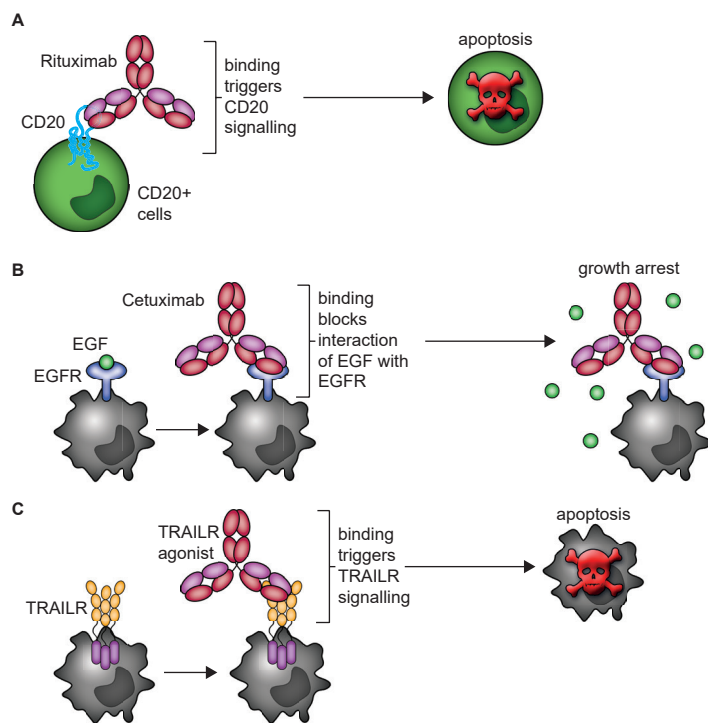 A
Rituximab
CD20
CD20+
cells
binding
triggers
CD20
signalling
apoptosis
B
EGF
EGFR
Cetuximab
binding
blocks
interaction
of EGF with
EGFR
growth arrest
C
TRAILR
TRAILR
agonist
binding
triggers
TRAILR
signalling
apoptosis